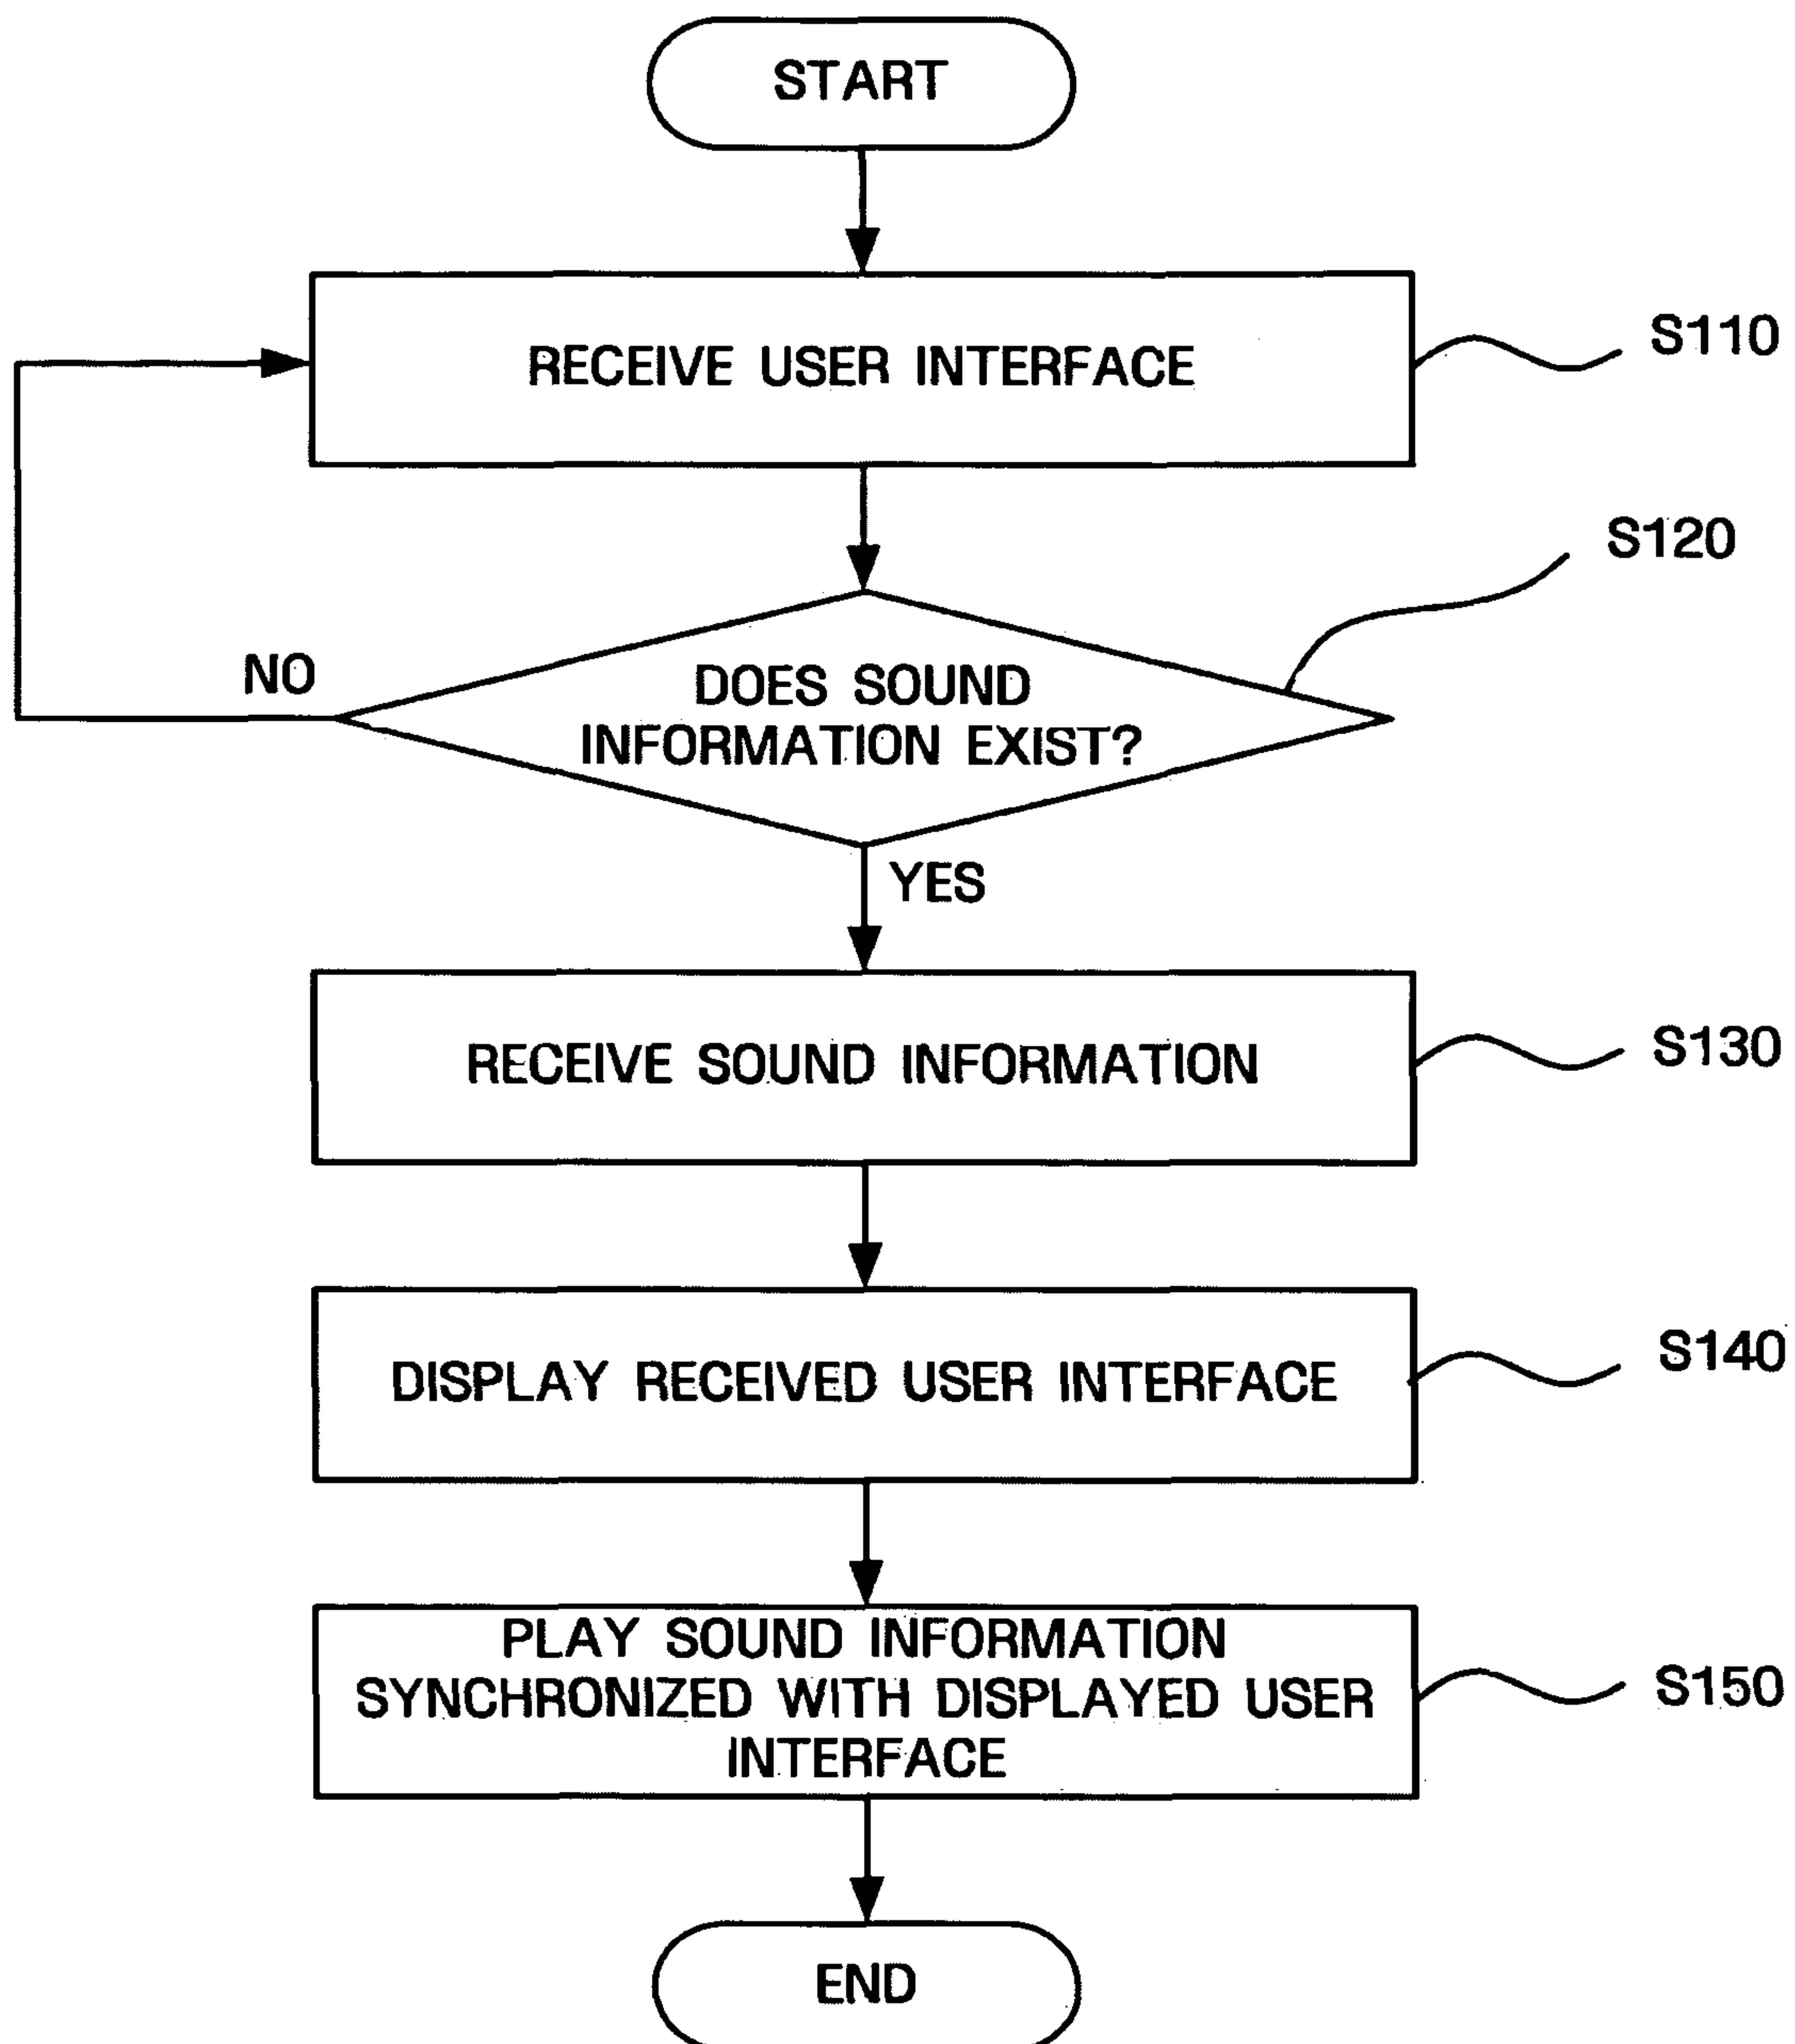 START
RECEIVE USER INTERFACE
S110
S120
NO
DOES SOUND
INFORMATION EXIST?
YES
RECEIVE SOUND INFORMATION
S130
DISPLAY RECEIVED USER INTERFACE
S140
PLAY SOUND INFORMATION
SYNCHRONIZED WITH DISPLAYED USER
INTERFACE
S150
END